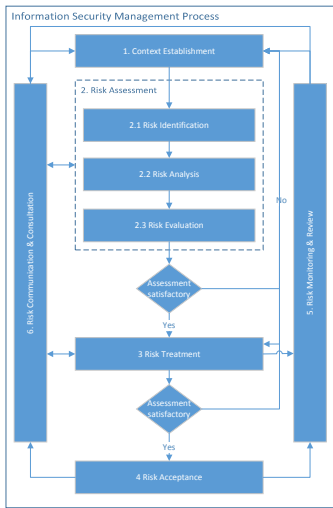 Information Security Management Process
1. Context Establishment
2. Risk Assessment
2.1 Risk Identification
2.2 Risk Analysis
2.3 Risk Evaluation
No
Assessment
satisfactory
Yes
3 Risk Treatment
Assessment
satisfactory
Yes
4 Risk Acceptance
6. Risk Communication & Consultation
5. Risk Monitoring & Review